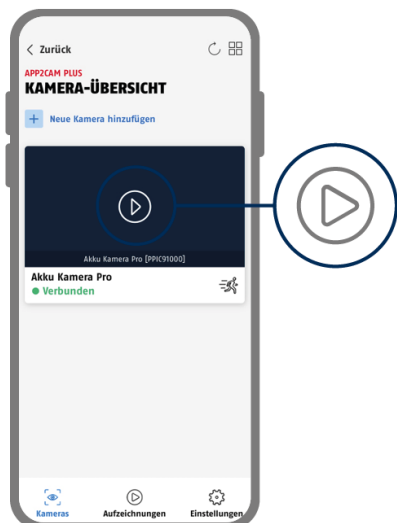 Zurück
APP2CAM PLUS
KAMERA-ÜBERSICHT
Neue Kamera hinzufügen
Akku Kamera Pro [PPIC91000]
Akku Kamera Pro
Verbunden
Kameras Aufzeichnungen Einstellungen